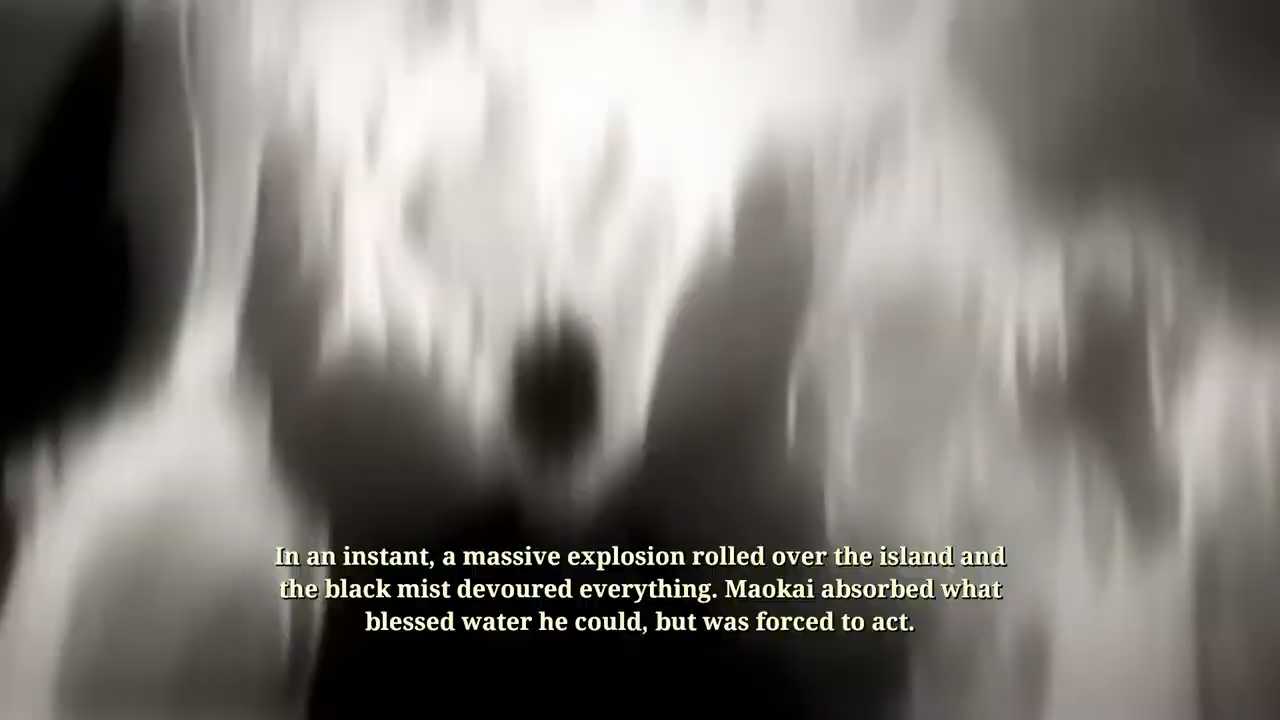 In an instant, a massive explosion rolled over the island and
the black mist devoured everything. Maokai absorbed what
blessed water he could, but was forced to act.